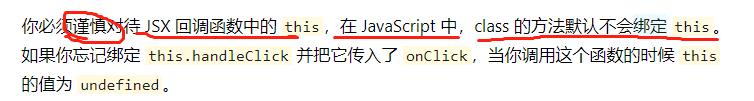 你必须谨慎对待 JSX 回调函数中的 this，在 JavaScript 中，class 的方法默认不会绑定 this。
如果你忘记绑定 this.handleClick 并把它传入了 onClick，当你调用这个函数的时候 this
的值为 undefined。